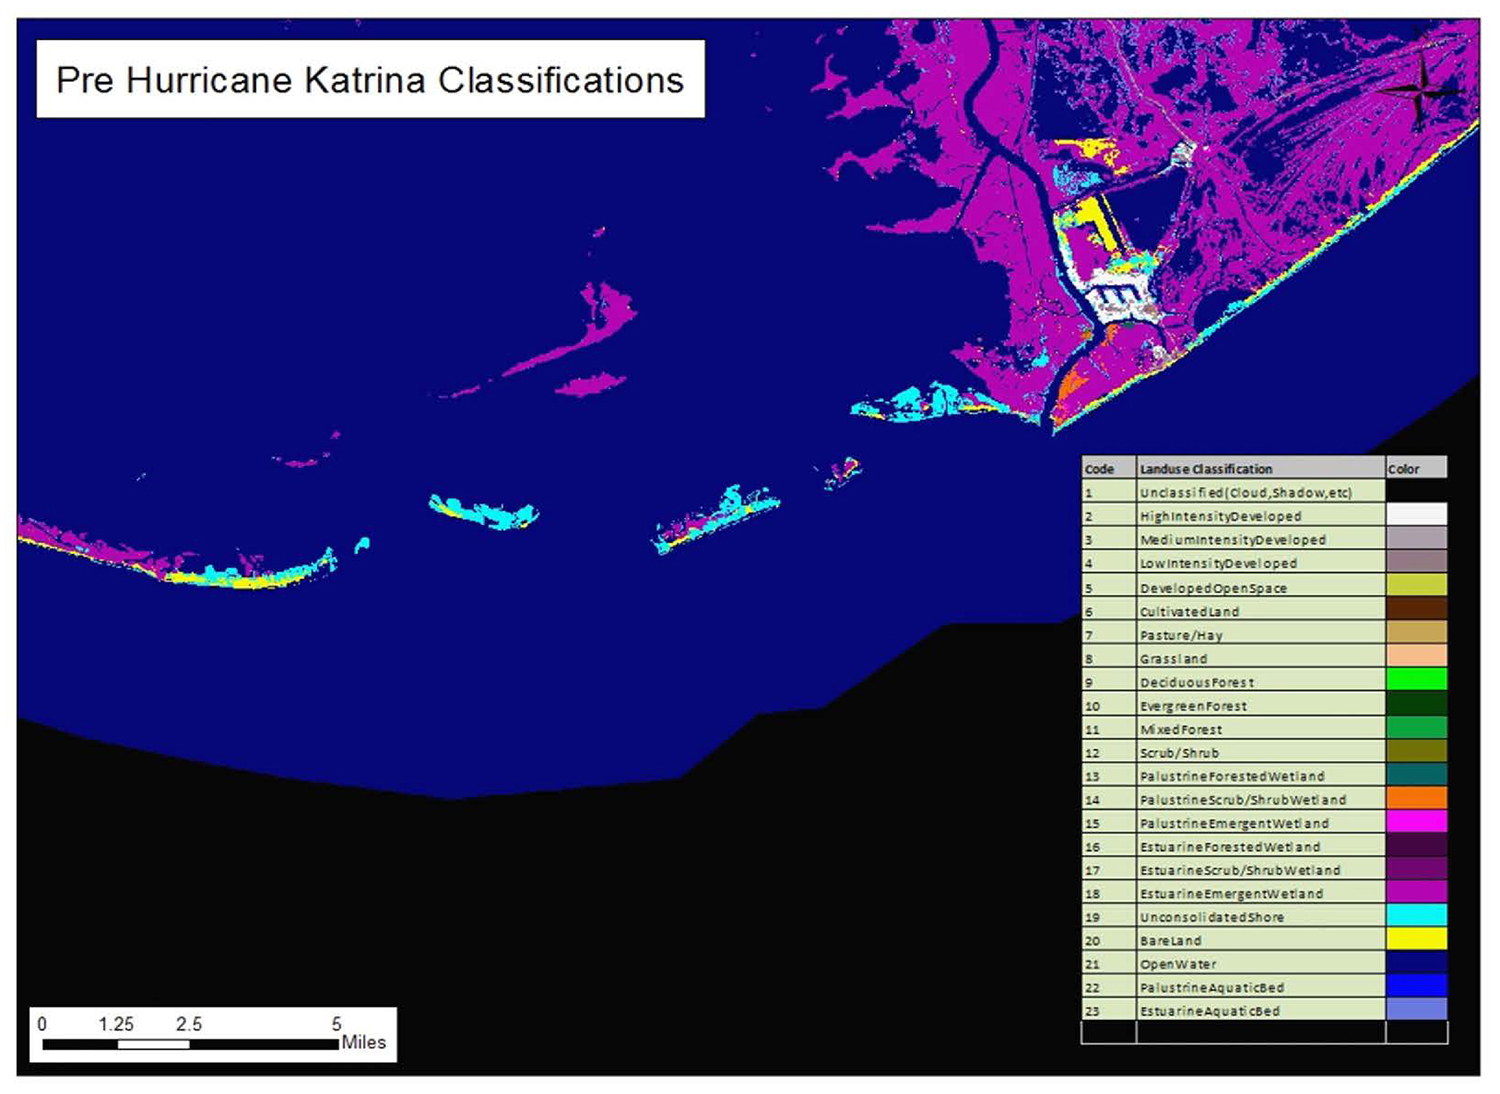 Pre Hurricane Katrina Classifications
N
Code Landuse Classification Color
1 Unclassified(Cloud,Shadow,etc)
2 HighIntensityDeveloped
3 MediumIntensityDeveloped
4 LowIntensityDeveloped
5 DevelopedOpenSpace
6 CultivatedLand
7 Pasture/Hay
8 Grassland
9 DeciduousForest
10 EvergreenForest
11 MixedForest
12 Scrub/Shrub
13 PalustrineForestedWetland
14 PalustrineScrub/ShrubWetland
15 PalustrineEmergentWetland
16 EstuarineForestedWetland
17 EstuarineScrub/ShrubWetland
18 EstuarineEmergentWetland
19 UnconsolidatedShore
20 BareLand
21 OpenWater
22 PalustrineAquaticBed
23 EstuarineAquaticBed
0 1.25 2.5 5
Miles